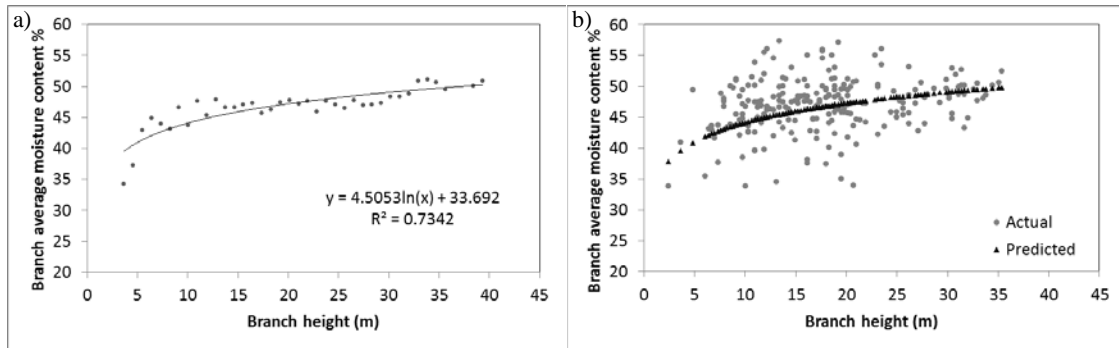 a)
Branch average moisture content %
60
55
50
45
40
35
30
25
20
y = 4.5053ln(x) + 33.692
R² = 0.7342
0 5 10 15 20 25 30 35 40 45
Branch height (m)
b)
Branch average moisture content %
60
55
50
45
40
35
30
25
20
Actual
Predicted
0 5 10 15 20 25 30 35 40 45
Branch height (m)